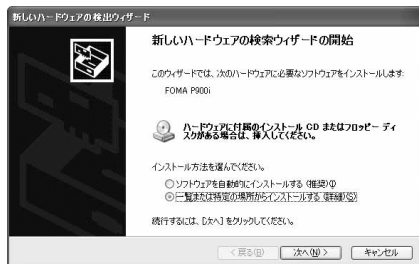 新しいハードウェアの検出ウィザード
新しいハードウェアの検索ウィザードの開始
このウィザードでは、次のハードウェアに必要なソフトウェアをインストールします:
FOMA P900i
ハードウェアに付属のインストール CD またはフロッピー ディ
スクがある場合は、挿入してください。
インストール方法を選んでください。
ソフトウェアを自動的にインストールする (推奨)(I)
一覧または特定の場所からインストールする (詳細)(S)
続行するには、[次へ] をクリックしてください。
< 戻る(B) 次へ(N) > キャンセル